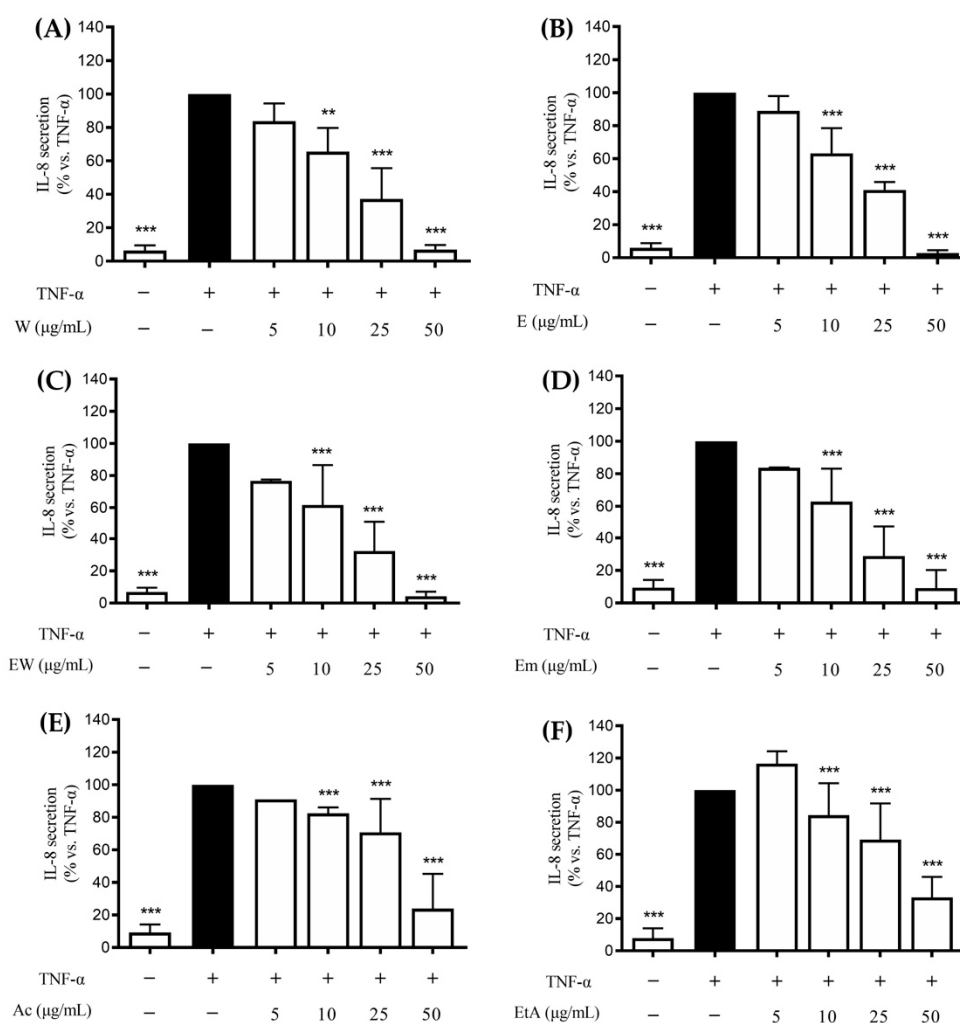 (A)
IL-8 secretion
(% vs. TNF-α)
140
120
100
80
60
40
20
0
***
**
***
***
TNF-α − + + + + +
W (µg/mL) − − 5 10 25 50
(B)
IL-8 secretion
(% vs. TNF-α)
140
120
100
80
60
40
20
0
***
***
***
***
TNF-α − + + + + +
E (µg/mL) − − 5 10 25 50
(C)
IL-8 secretion
(% vs. TNF-α)
140
120
100
80
60
40
20
0
***
***
***
***
TNF-α − + + + + +
EW (µg/mL) − − 5 10 25 50
(D)
IL-8 secretion
(% vs. TNF-α)
140
120
100
80
60
40
20
0
***
***
***
***
TNF-α − + + + + +
Em (µg/mL) − − 5 10 25 50
(E)
IL-8 secretion
(% vs. TNF-α)
140
120
100
80
60
40
20
0
***
***
***
***
TNF-α − + + + + +
Ac (µg/mL) − − 5 10 25 50
(F)
IL-8 secretion
(% vs. TNF-α)
140
120
100
80
60
40
20
0
***
***
***
***
TNF-α − + + + + +
EtA (µg/mL) − − 5 10 25 50